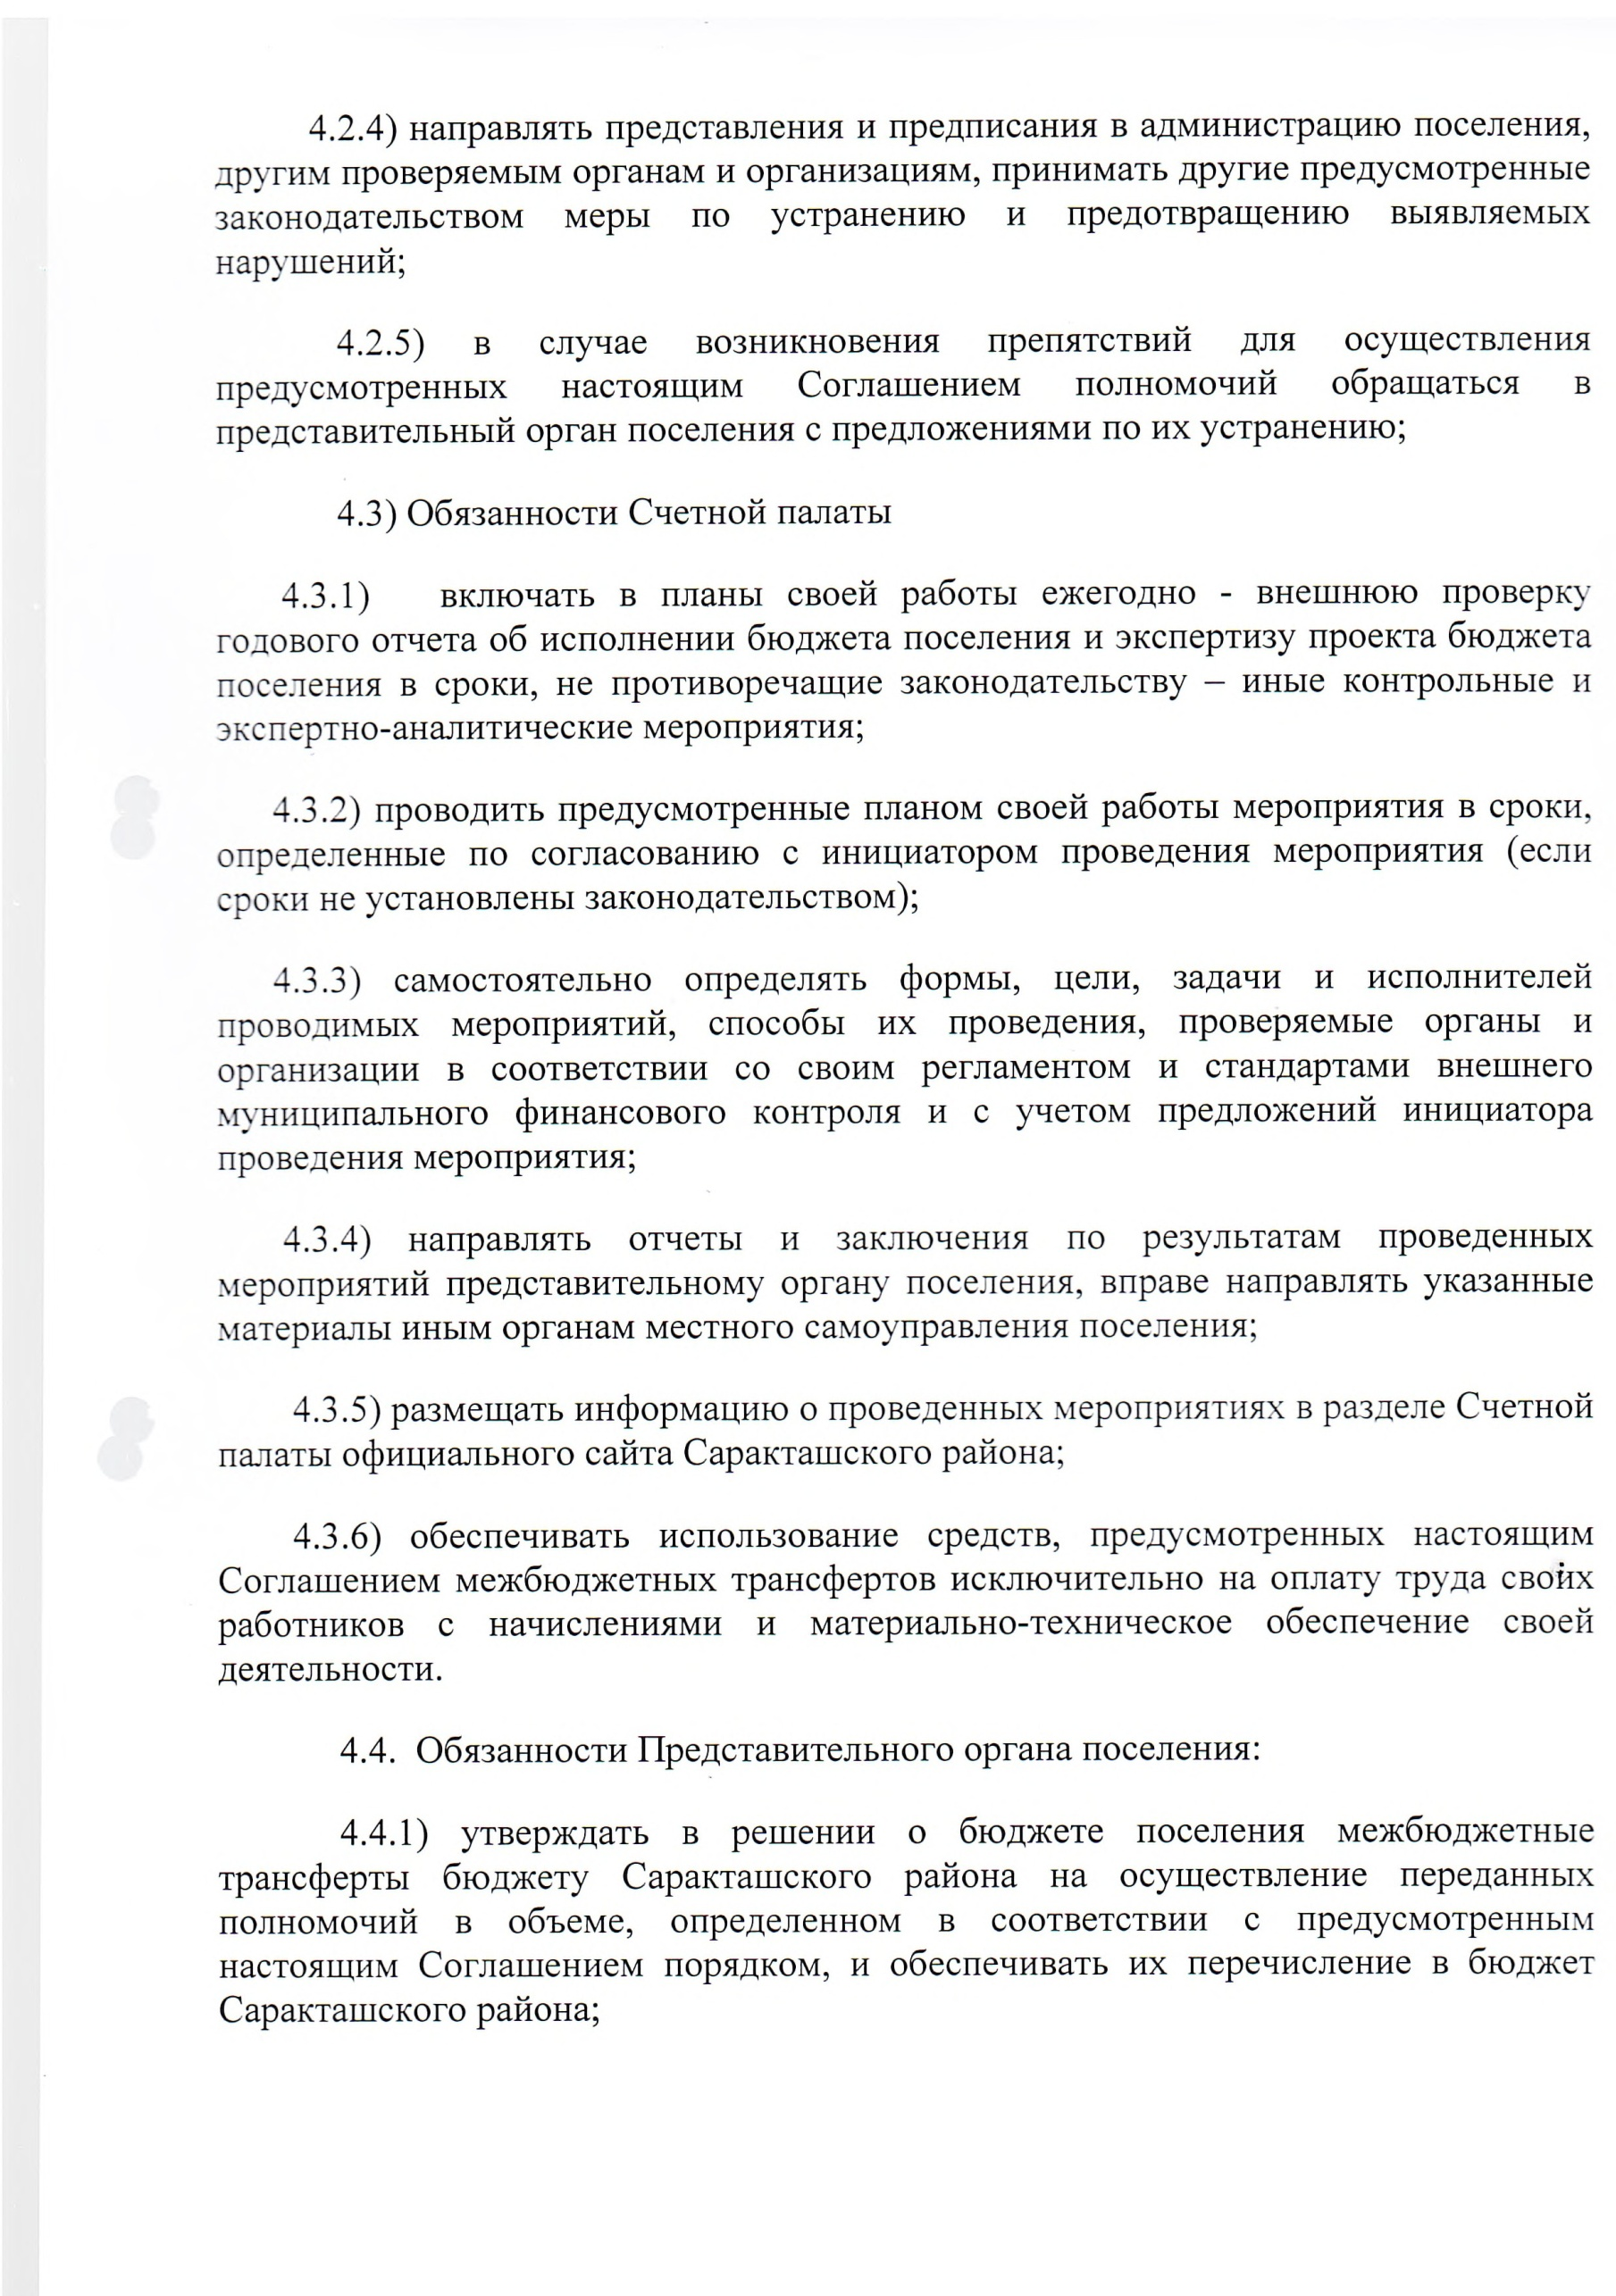 4.2.4) направлять представления и предписания в администрацию поселения,
другим проверяемым органам и организациям, принимать другие предусмотренные
законодательством меры по устранению и предотвращению выявляемых
нарушений;
4.2.5) в случае возникновения препятствий для осуществления
предусмотренных настоящим Соглашением полномочий обращаться в
представительный орган поселения с предложениями по их устранению;
4.3) Обязанности Счетной палаты
4.3.1) включать в планы своей работы ежегодно - внешнюю проверку
годового отчета об исполнении бюджета поселения и экспертизу проекта бюджета
поселения в сроки, не противоречащие законодательству – иные контрольные и
экспертно-аналитические мероприятия;
4.3.2) проводить предусмотренные планом своей работы мероприятия в сроки,
определенные по согласованию с инициатором проведения мероприятия (если
сроки не установлены законодательством);
4.3.3) самостоятельно определять формы, цели, задачи и исполнителей
проводимых мероприятий, способы их проведения, проверяемые органы и
организации в соответствии со своим регламентом и стандартами внешнего
муниципального финансового контроля и с учетом предложений инициатора
проведения мероприятия;
4.3.4) направлять отчеты и заключения по результатам проведенных
мероприятий представительному органу поселения, вправе направлять указанные
материалы иным органам местного самоуправления поселения;
4.3.5) размещать информацию о проведенных мероприятиях в разделе Счетной
палаты официального сайта Саракташского района;
4.3.6) обеспечивать использование средств, предусмотренных настоящим
Соглашением межбюджетных трансфертов исключительно на оплату труда своих
работников с начислениями и материально-техническое обеспечение своей
деятельности.
4.4. Обязанности Представительного органа поселения:
4.4.1) утверждать в решении о бюджете поселения межбюджетные
трансферты бюджету Саракташского района на осуществление переданных
полномочий в объеме, определенном в соответствии с предусмотренным
настоящим Соглашением порядком, и обеспечивать их перечисление в бюджет
Саракташского района;